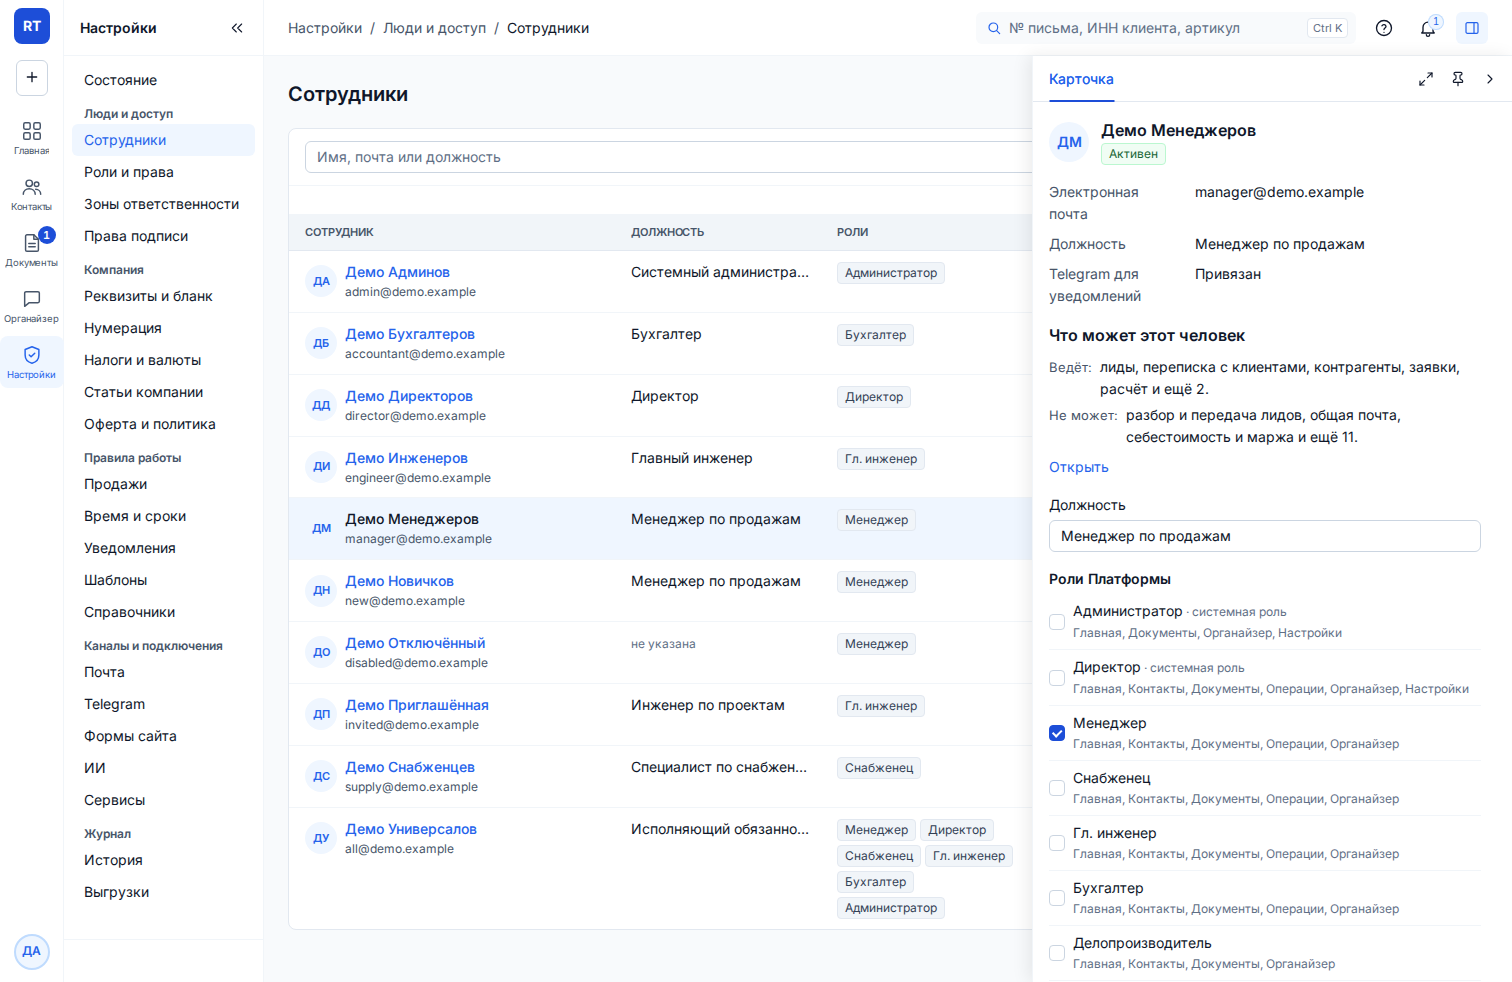 RT
Главная
Контакты
1
Документы
Органайзер
Настройки
ДА
Настройки
Состояние
Люди и доступ
Сотрудники
Роли и права
Зоны ответственности
Права подписи
Компания
Реквизиты и бланк
Нумерация
Налоги и валюты
Статьи компании
Оферта и политика
Правила работы
Продажи
Время и сроки
Уведомления
Шаблоны
Справочники
Каналы и подключения
Почта
Telegram
Формы сайта
ИИ
Сервисы
Журнал
История
Выгрузки
Настройки / Люди и доступ / Сотрудники
№ письма, ИНН клиента, артикул
Ctrl K
1
Сотрудники
Имя, почта или должность
СОТРУДНИК ДОЛЖНОСТЬ РОЛИ
ДА Демо Админов Системный администра... Администратор
admin@demo.example
ДБ Демо Бухгалтеров Бухгалтер Бухгалтер
accountant@demo.example
ДД Демо Директоров Директор Директор
director@demo.example
ДИ Демо Инженеров Главный инженер Гл. инженер
engineer@demo.example
ДМ Демо Менеджеров Менеджер по продажам Менеджер
manager@demo.example
ДН Демо Новичков Менеджер по продажам Менеджер
new@demo.example
ДО Демо Отключённый не указана Менеджер
disabled@demo.example
ДП Демо Приглашённая Инженер по проектам Гл. инженер
invited@demo.example
ДС Демо Снабженцев Специалист по снабжен... Снабженец
supply@demo.example
ДУ Демо Универсалов Исполняющий обязанно... Менеджер Директор
all@demo.example
Снабженец Гл. инженер
Бухгалтер
Администратор
Карточка
ДМ
Демо Менеджеров
Активен
Электронная почта manager@demo.example
Должность Менеджер по продажам
Telegram для уведомлений Привязан
Что может этот человек
Ведёт: лиды, переписка с клиентами, контрагенты, заявки,
расчёт и ещё 2.
Не может: разбор и передача лидов, общая почта,
себестоимость и маржа и ещё 11.
Открыть
Должность
Менеджер по продажам
Роли Платформы
Администратор · системная роль
Главная, Документы, Органайзер, Настройки
Директор · системная роль
Главная, Контакты, Документы, Операции, Органайзер, Настройки
Менеджер
Главная, Контакты, Документы, Операции, Органайзер
Снабженец
Главная, Контакты, Документы, Операции, Органайзер
Гл. инженер
Главная, Контакты, Документы, Операции, Органайзер
Бухгалтер
Главная, Контакты, Документы, Операции, Органайзер
Делопроизводитель
Главная, Контакты, Документы, Органайзер